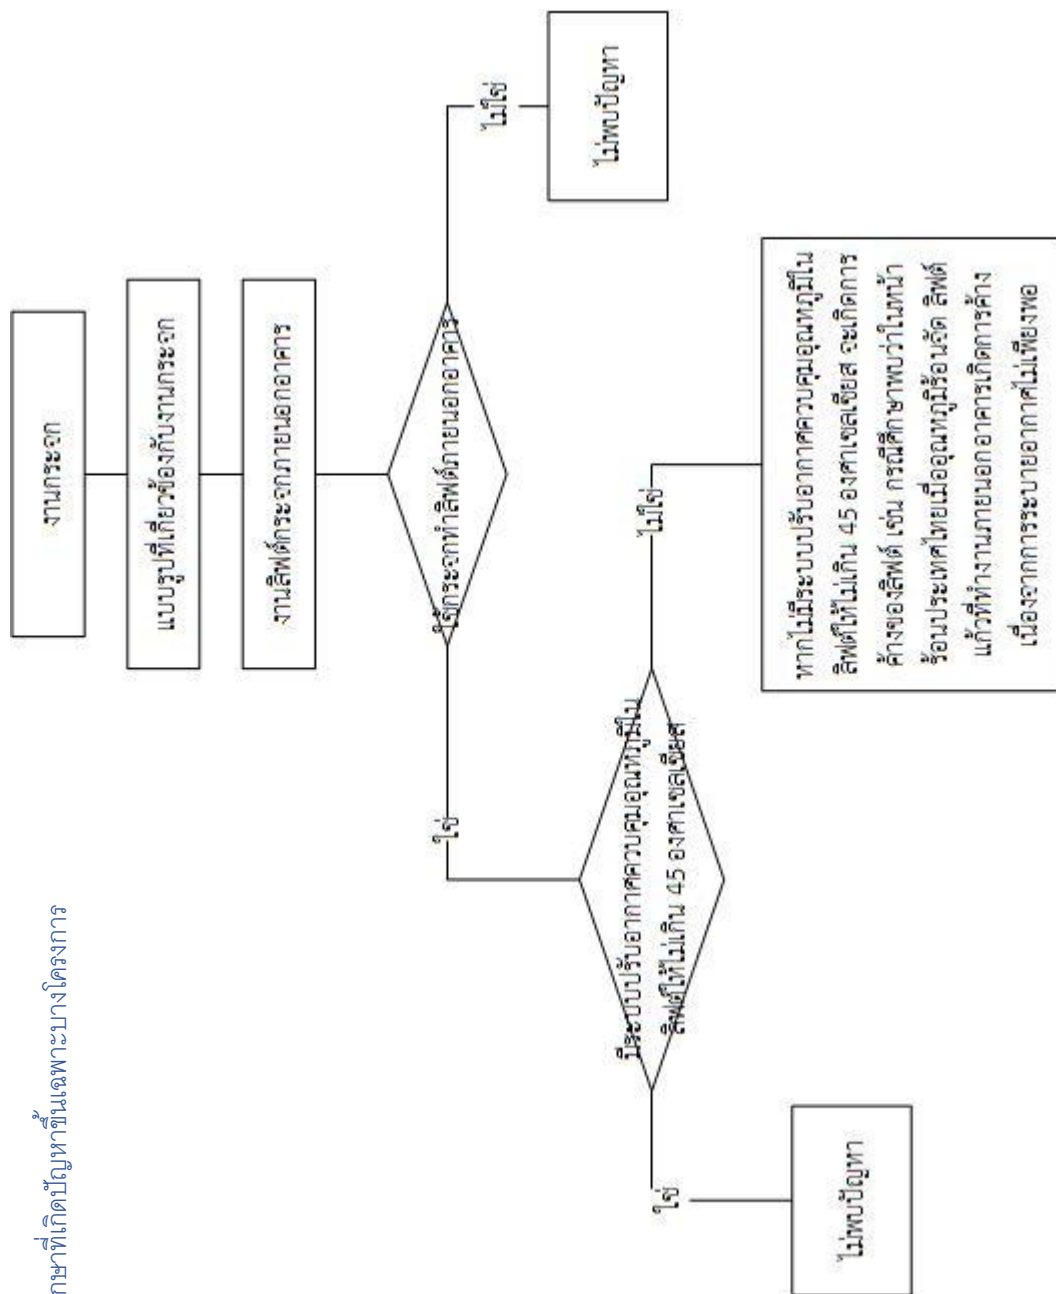 กษาที่เกิดปัญหาขึ้นเฉพาะบางโครงการ
งานกระจก
แบบรูปที่เกี่ยวข้องกับงานกระจก
งานลิฟต์กระจกภายนอกอาคาร
ใช้กระจกทำลิฟต์ภายนอกอาคาร
ใช่
ไม่ใช่
ไม่พบปัญหา
มีระบบปรับอากาศควบคุมอุณหภูมิใน
ลิฟต์ให้ไม่เกิน 45 องศาเซลเซียส
ใช่
ไม่ใช่
ไม่พบปัญหา
หากไม่มีระบบปรับอากาศควบคุมอุณหภูมิใน
ลิฟต์ให้ไม่เกิน 45 องศาเซลเซียส จะเกิดการ
ค้างของลิฟต์ เช่น กรณีศึกษาพบว่าในหน้า
ร้อนประเทศไทยเมื่ออุณหภูมิร้อนจัด ลิฟต์
แก้วที่ทำงานภายนอกอาคารเกิดการค้าง
เนื่องจากการระบายอากาศไม่เพียงพอ